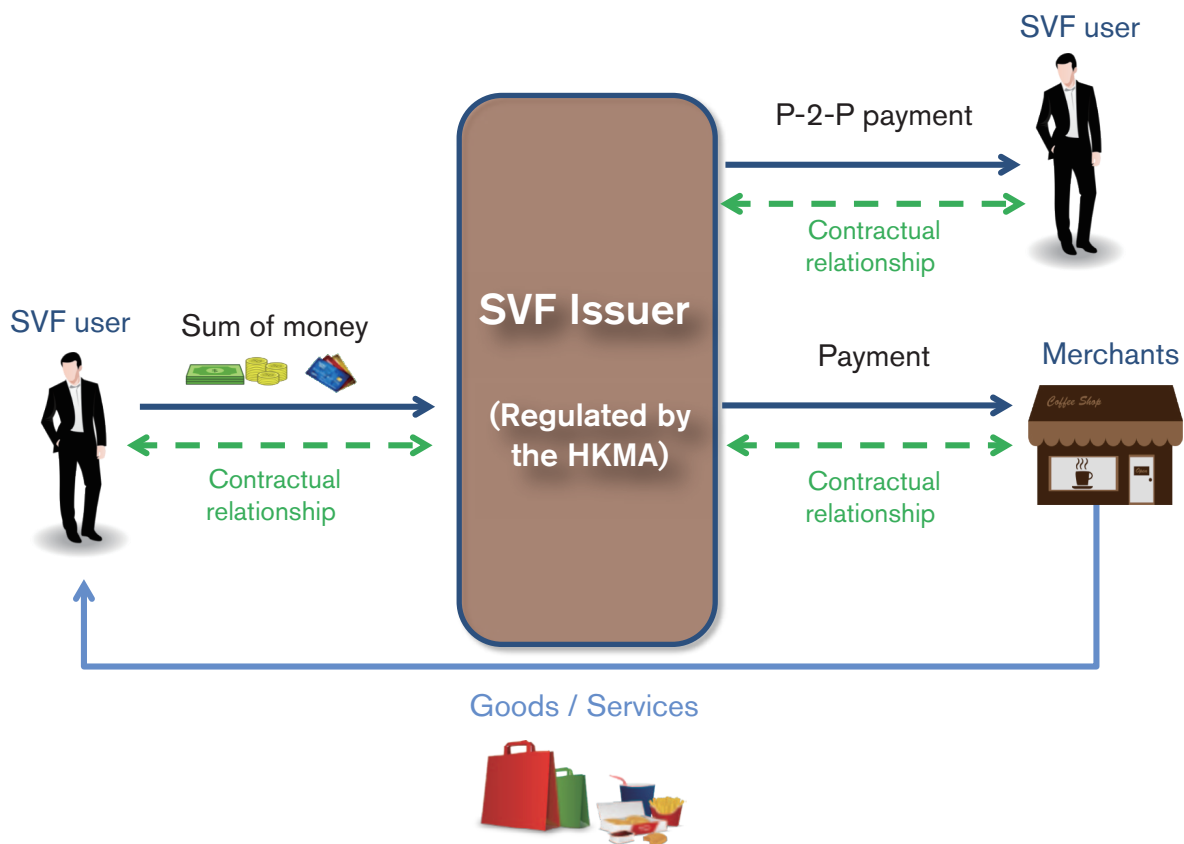 SVF user
P-2-P payment
Contractual
relationship
SVF user
Sum of money
Contractual
relationship
SVF Issuer
(Regulated by
the HKMA)
Payment
Merchants
Coffee Shop
Contractual
relationship
Goods / Services